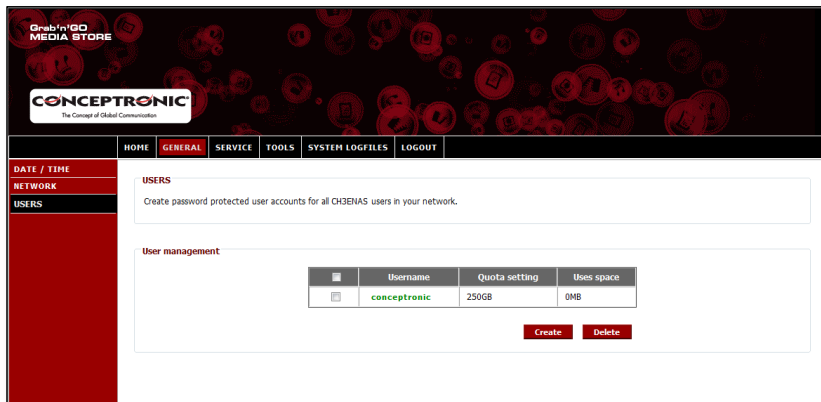 Grab'n'GO
MEDIA STORE
CONCEPTRONIC®
The Concept of Global Communication
HOME GENERAL SERVICE TOOLS SYSTEM LOGFILES LOGOUT
DATE / TIME
NETWORK
USERS
USERS
Create password protected user accounts for all CH3ENAS users in your network.
User management
Username Quota setting Uses space
conceptronic 250GB 0MB
Create Delete